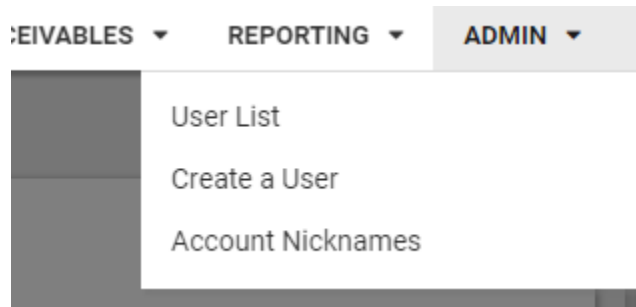 CEIVABLES REPORTING ADMIN
User List
Create a User
Account Nicknames